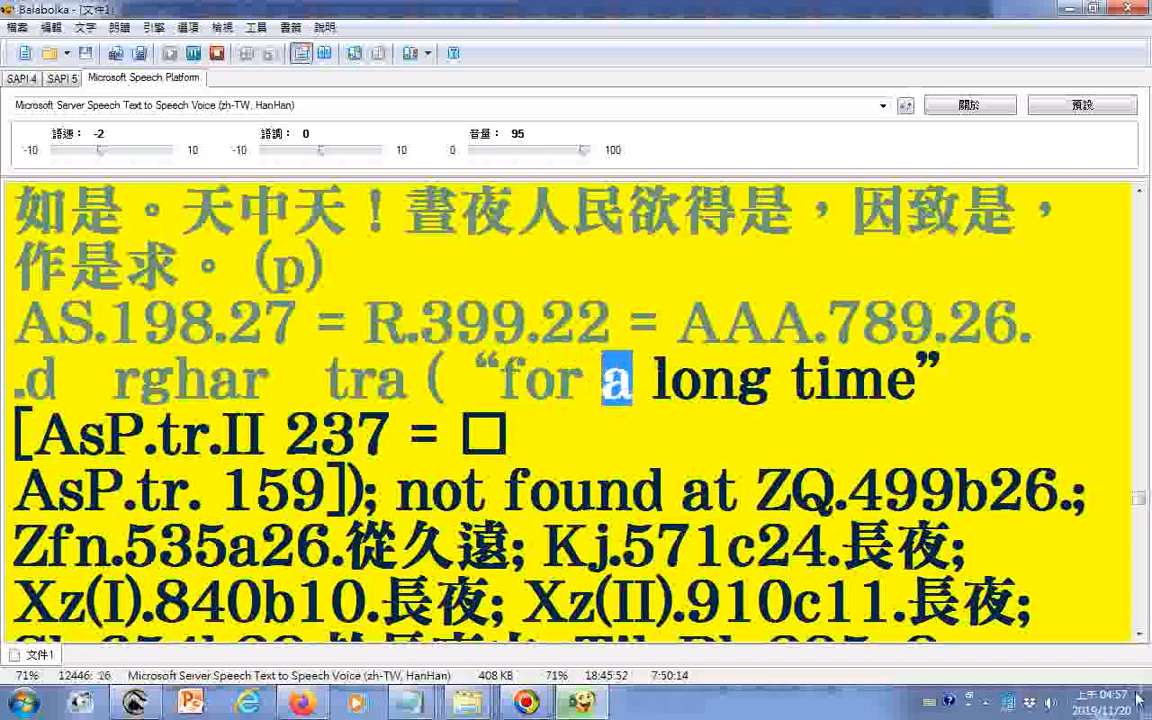 Balabolka - [文件1]
檔案 編輯 文字 朗讀 引擎 選項 檢視 工具 書籤 說明
SAPI 4 SAPI 5 Microsoft Speech Platform
Microsoft Server Speech Text to Speech Voice (zh-TW, HanHan) 關於 預設
語速： -2 語調： 0 音量： 95
-10 10 -10 10 0 100
如是。天中天！晝夜人民欲得是，因致是，
作是求。 (p)
AS.198.27 = R.399.22 = AAA.789.26.
.d rghar tra ( “for a long time”
[AsP.tr.II 237 = □
AsP.tr. 159]); not found at ZQ.499b26.;
Zfn.535a26.從久遠; Kj.571c24.長夜;
Xz(I).840b10.長夜; Xz(II).910c11.長夜;
文件1
71% 12446: 26 Microsoft Server Speech Text to Speech Voice (zh-TW, HanHan) 408 KB 71% 18:45:52 7:50:14
上午 04:57
2019/11/20